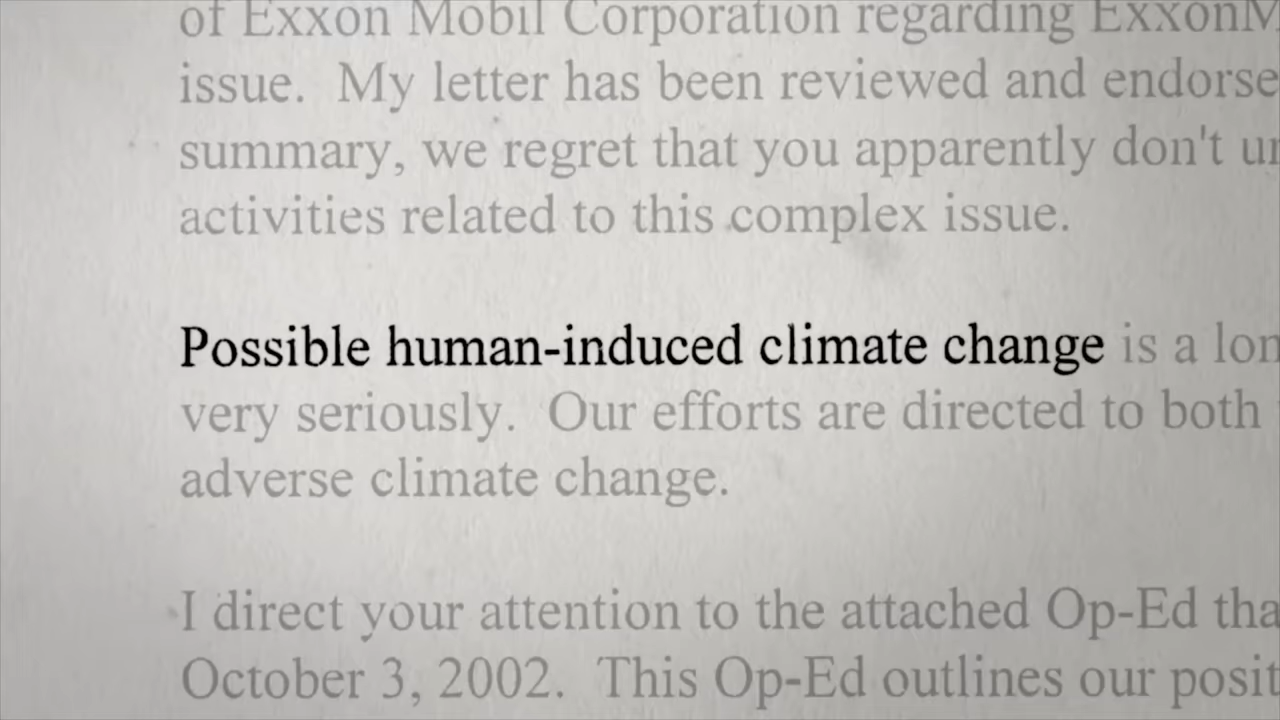 of Exxon Mobil Corporation regarding
issue. My letter has been reviewed and
summary, we regret that you apparently don't
activities related to this complex issue.
Possible human-induced climate change is a
very seriously. Our efforts are directed to both
adverse climate change.
I direct your attention to the attached Op-Ed
October 3, 2002. This Op-Ed outlines our